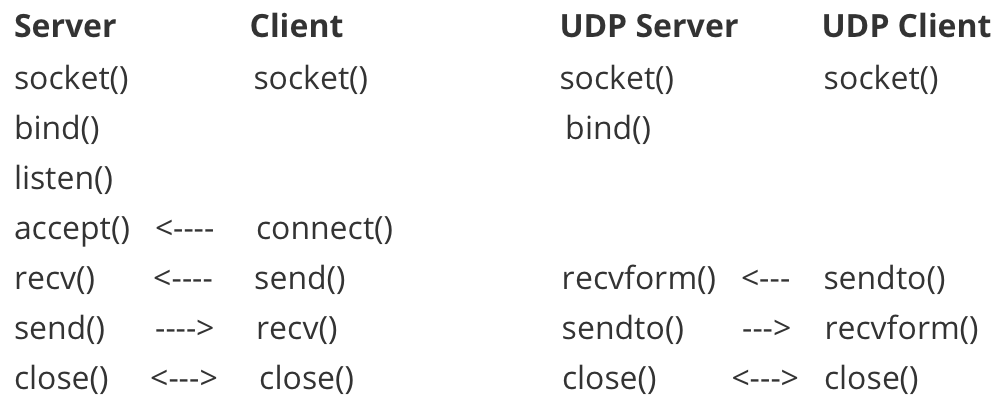 Server Client UDP Server UDP Client
socket() socket() socket() socket()
bind() bind()
listen()
accept() <---- connect()
recv() <---- send() recvform() <--- sendto()
send() ----> recv() sendto() ---> recvform()
close() <---> close() close() <---> close()